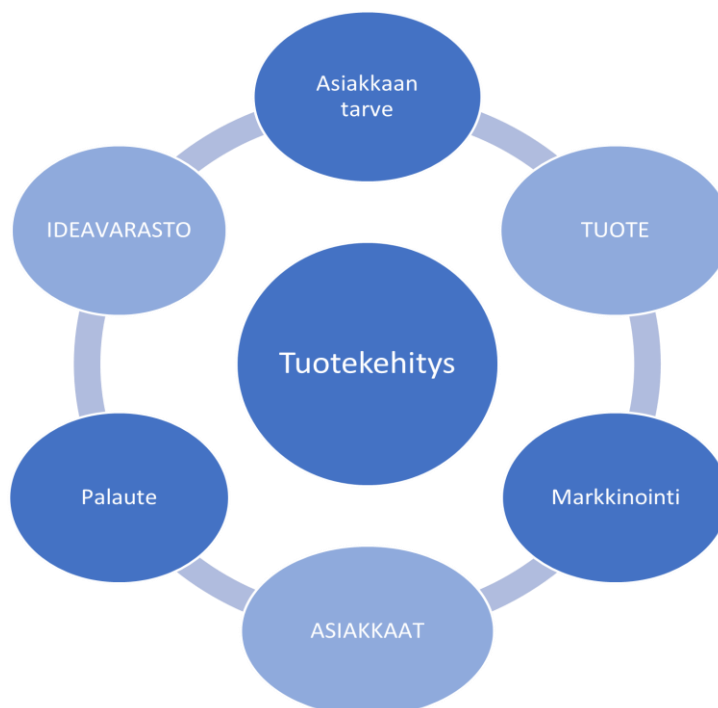 Asiakkaan
tarve
IDEAVARASTO
TUOTE
Tuotekehitys
Palaute
Markkinointi
ASIAKKAAT